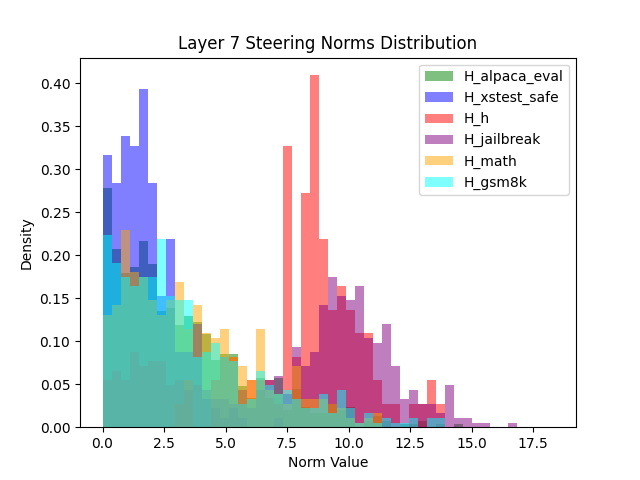 Layer 7 Steering Norms Distribution
H_alpaca_eval
H_xstest_safe
H_h
H_jailbreak
H_math
H_gsm8k
0.40
0.35
0.30
0.25
0.20
0.15
0.10
0.05
0.00
Density
0.0 2.5 5.0 7.5 10.0 12.5 15.0 17.5
Norm Value